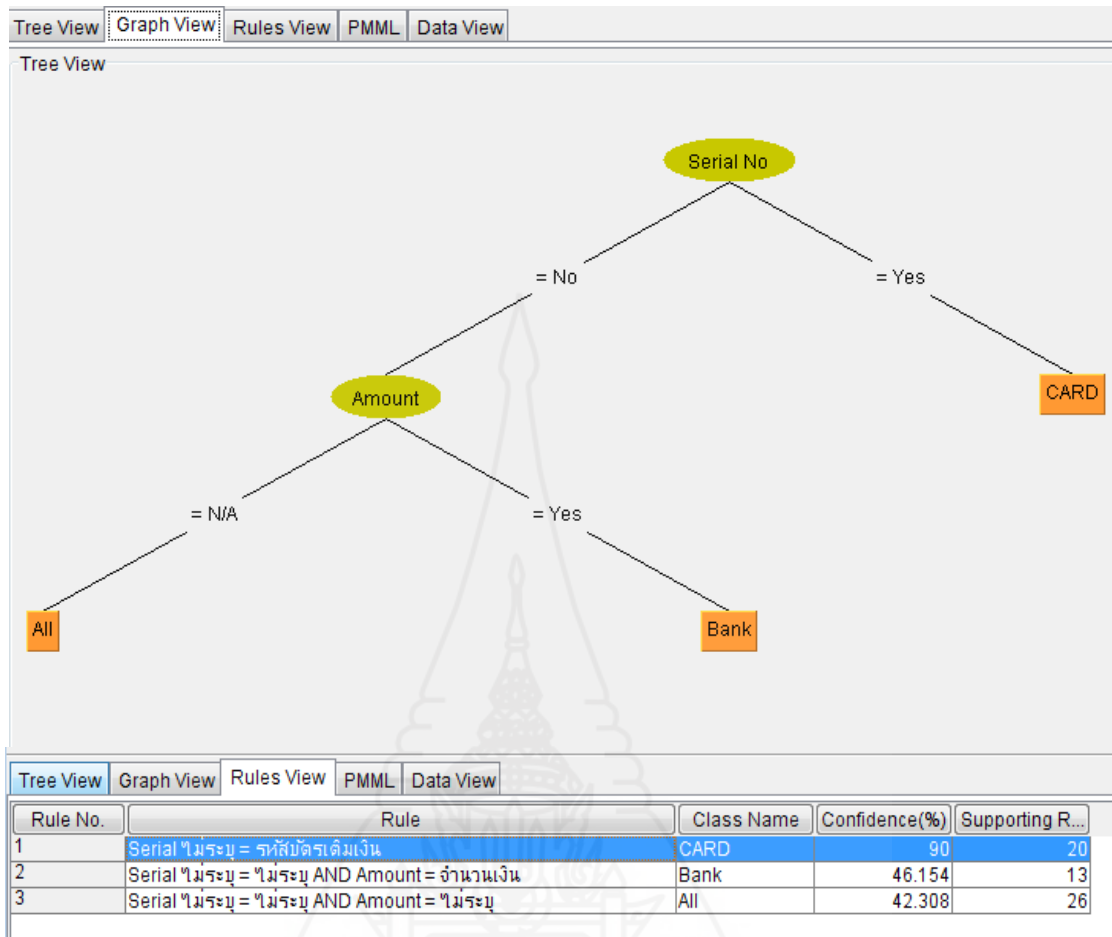 Tree View Graph View Rules View PMML Data View
Tree View
Serial No
= No = Yes
Amount CARD
= N/A = Yes
All Bank
Tree View Graph View Rules View PMML Data View
Rule No. Rule Class Name Confidence(%) Supporting R...
1 Serial ไม่ระบุ = รหัสบัตรเติมเงิน CARD 90 20
2 Serial ไม่ระบุ = ไม่ระบุ AND Amount = จำนวนเงิน Bank 46.154 13
3 Serial ไม่ระบุ = ไม่ระบุ AND Amount = ไม่ระบุ All 42.308 26